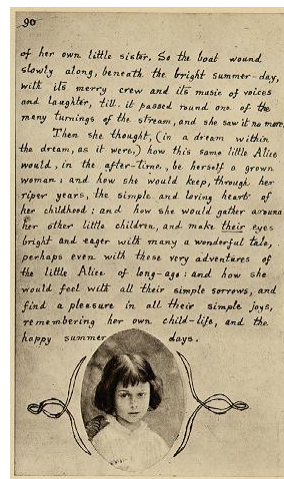 90
of her own little sister. So the boat wound
slowly along, beneath the bright summer-day,
with its merry crew and its music of voices
and laughter, till it passed round one of the
many turnings of the stream, and she saw it no more.
Then she thought, (in a dream within
the dream, as it were,) how this same little Alice
would, in the after-time, be herself a grown
woman: and how she would keep, through her
riper years, the simple and loving heart of
her childhood: and how she would gather around
her other little children, and make their eyes
bright and eager with many a wonderful tale,
perhaps even with these very adventures of
the little Alice of long-ago: and how she
would feel with all their simple sorrows, and
find a pleasure in all their simple joys,
remembering her own child-life, and the
happy summer days.